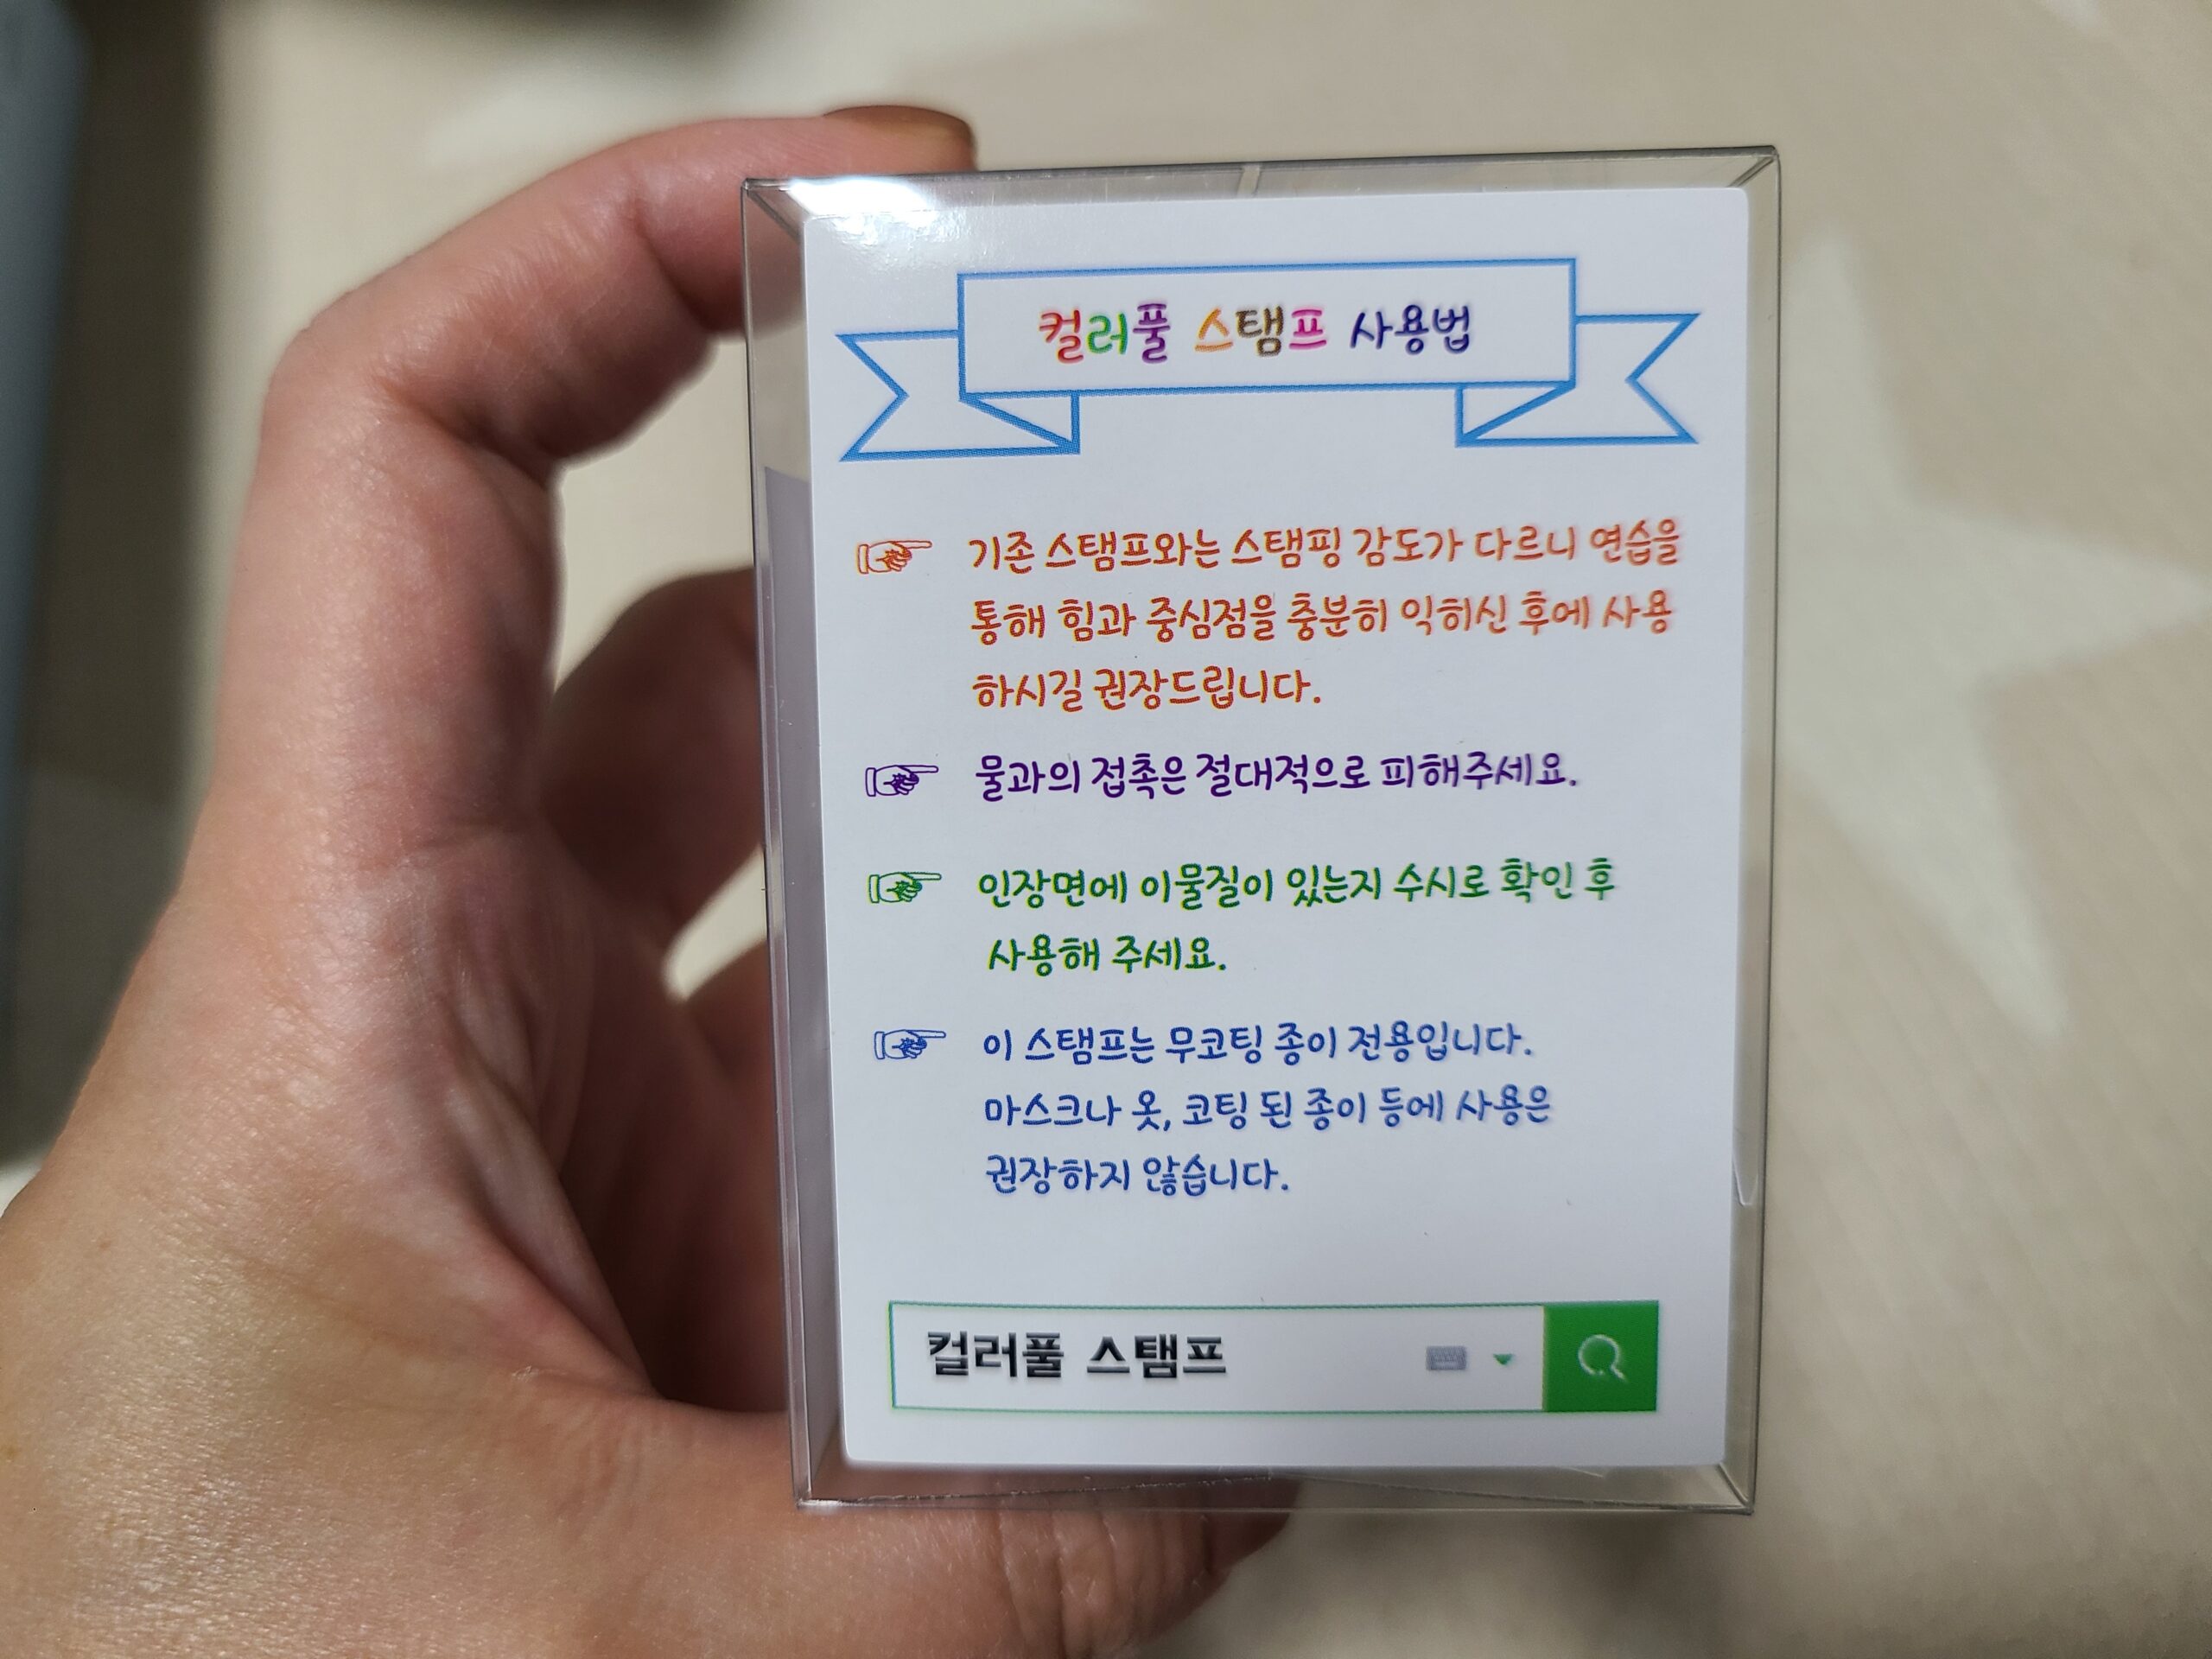 컬러풀 스탬프 사용법
기존 스탬프와는 스탬핑 감도가 다르니 연습을
통해 힘과 중심점을 충분히 익히신 후에 사용
하시길 권장드립니다.
물과의 접촉은 절대적으로 피해주세요.
인장면에 이물질이 있는지 수시로 확인 후
사용해 주세요.
이 스탬프는 무코팅 종이 전용입니다.
마스크나 옷, 코팅 된 종이 등에 사용은
권장하지 않습니다.
컬러풀 스탬프